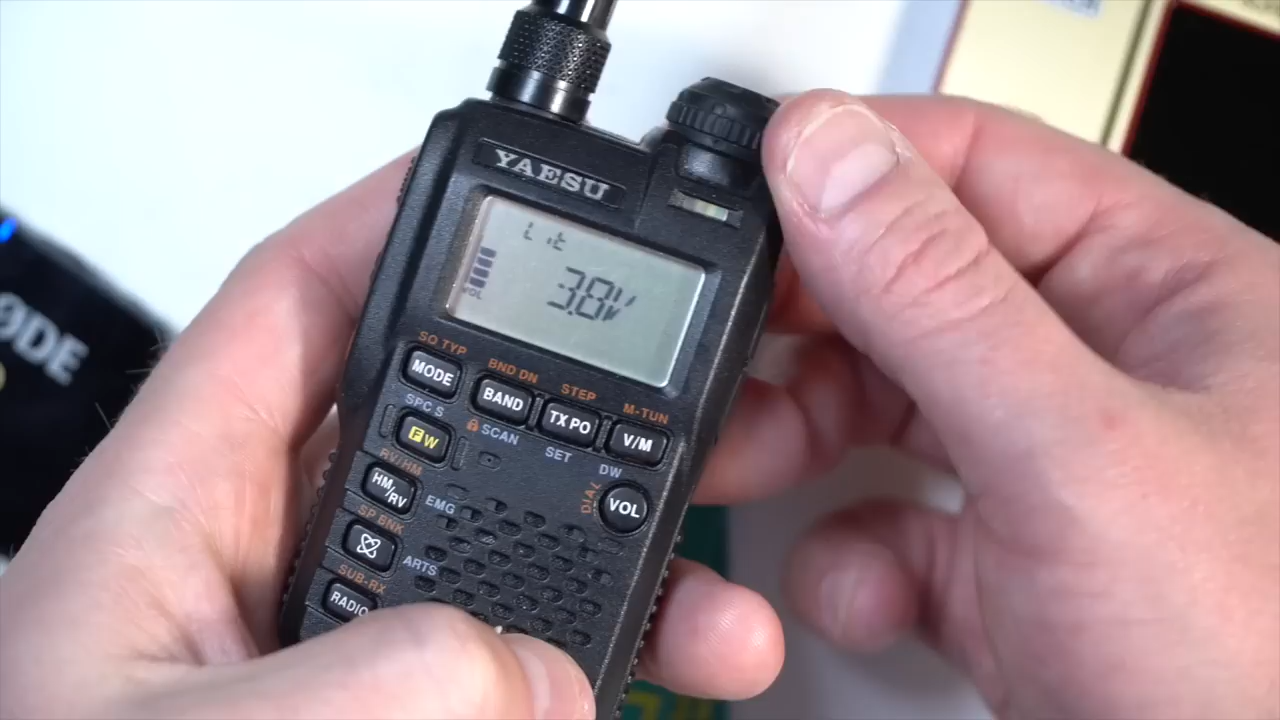 YAESU
Lit
3.8V
VOL
SQ TYP
BND DN
STEP
M-TUN
MODE
BAND
TX PO
V/M
SPC S
SCAN
SET
DW
F W
RV/HM
HM/RV
EMG
DIAL
VOL
SP BNK
ARTS
SUB-RX
RADIO
ØDE